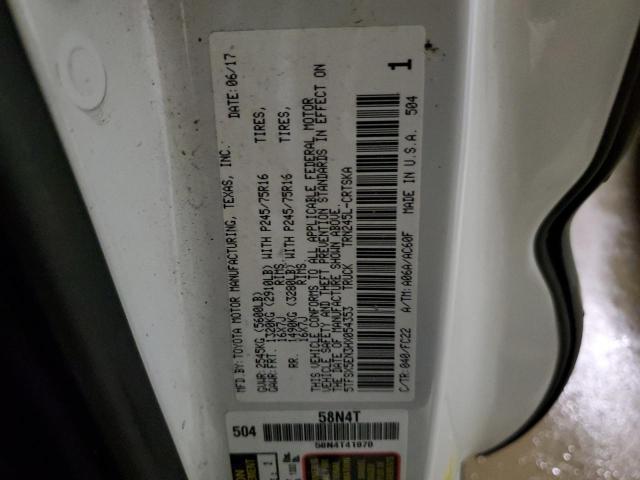 MFD. BY: TOYOTA MOTOR MANUFACTURING, TEXAS, INC. DATE: 06/17
GVWR: 2545KG (5600LB)
GAWR: FRT. 1320KG (2910LB) WITH P245/75R16 TIRES,
16X7J RIMS
RR. 1490KG (3280LB) WITH P245/75R16 TIRES,
16X7J RIMS
THIS VEHICLE CONFORMS TO ALL APPLICABLE FEDERAL MOTOR
VEHICLE SAFETY AND THEFT PREVENTION STANDARDS IN EFFECT ON
THE DATE OF MANUFACTURE SHOWN ABOVE.
TRUCK TRN245L-CRTSKA
C/TR: 040/FC22 A/TM: A06A/AC60F MADE IN U.S.A. 504
1
504
58N4T
58N4T41970